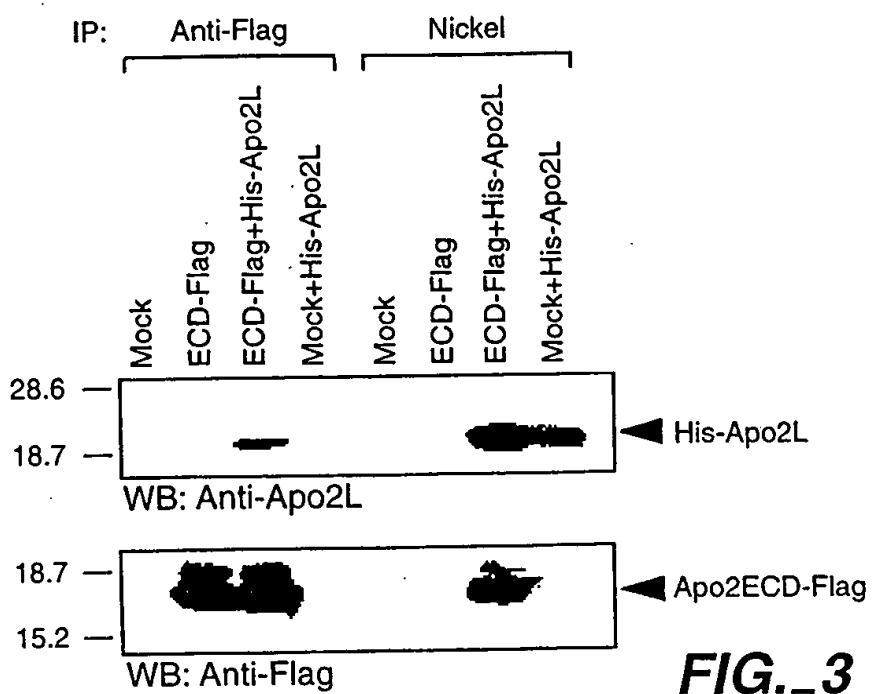 IP: Anti-Flag Nickel
Mock
ECD-Flag
ECD-Flag+His-Apo2L
Mock+His-Apo2L
Mock
ECD-Flag
ECD-Flag+His-Apo2L
Mock+His-Apo2L
28.6
His-Apo2L
18.7
WB: Anti-Apo2L
18.7
Apo2ECD-Flag
15.2
WB: Anti-Flag
FIG._3